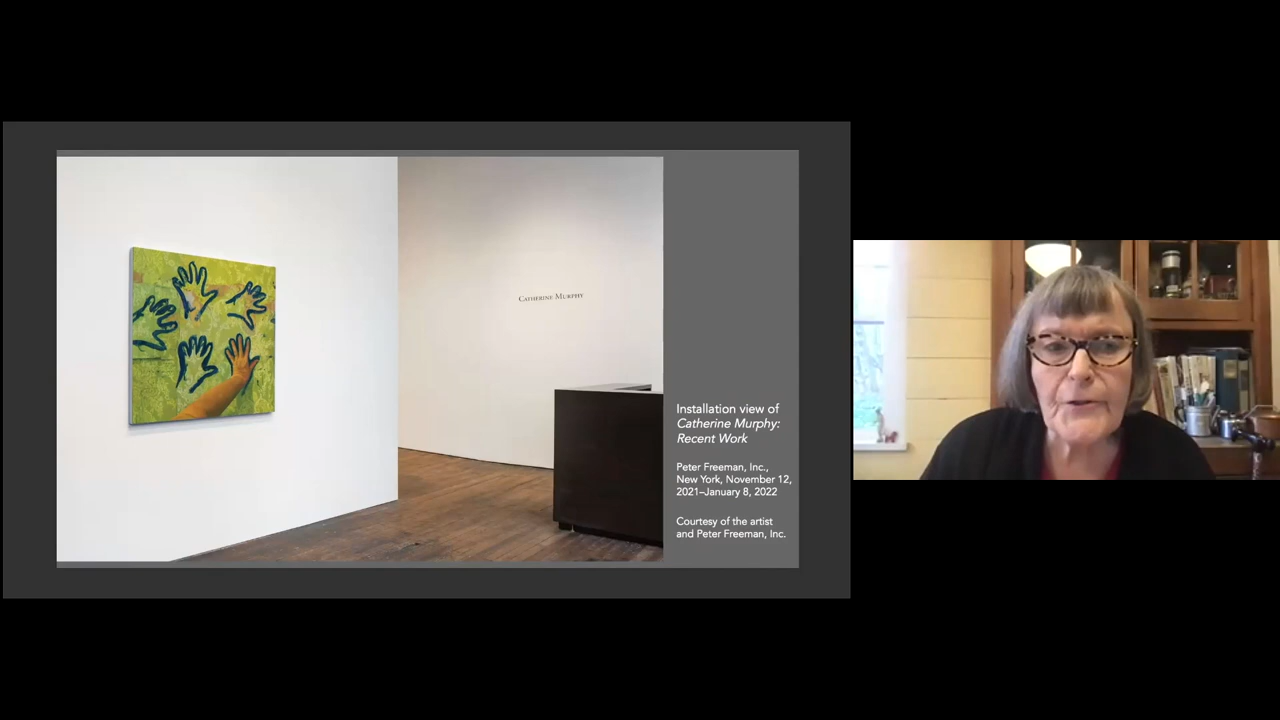 CATHERINE MURPHY
Installation view of
Catherine Murphy:
Recent Work
Peter Freeman, Inc.,
New York, November 12,
2021–January 8, 2022
Courtesy of the artist
and Peter Freeman, Inc.